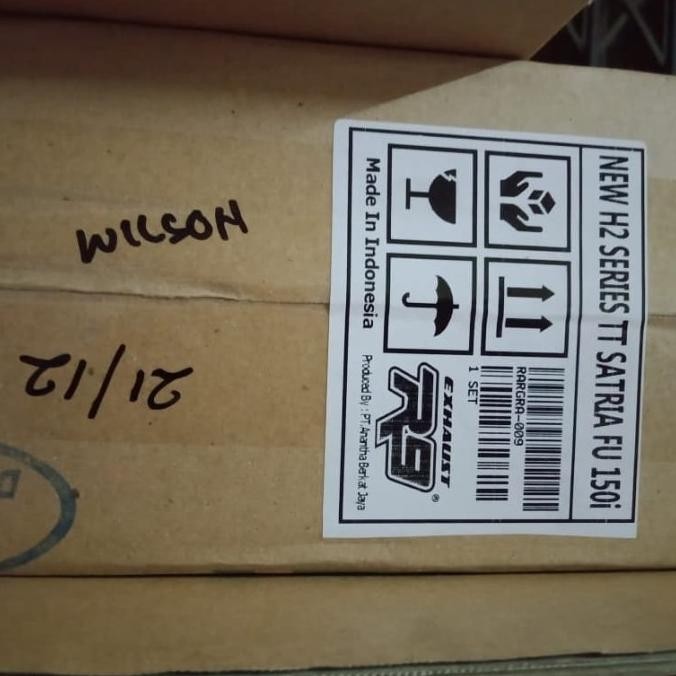 NEW H2 SERIES TT SATRIA FU 150i
RARGRA-009
1 SET
R9
EXHAUST
®
Made In Indonesia
Produced By : PT.Anantha Berkat Jaya
WILSON
21/12